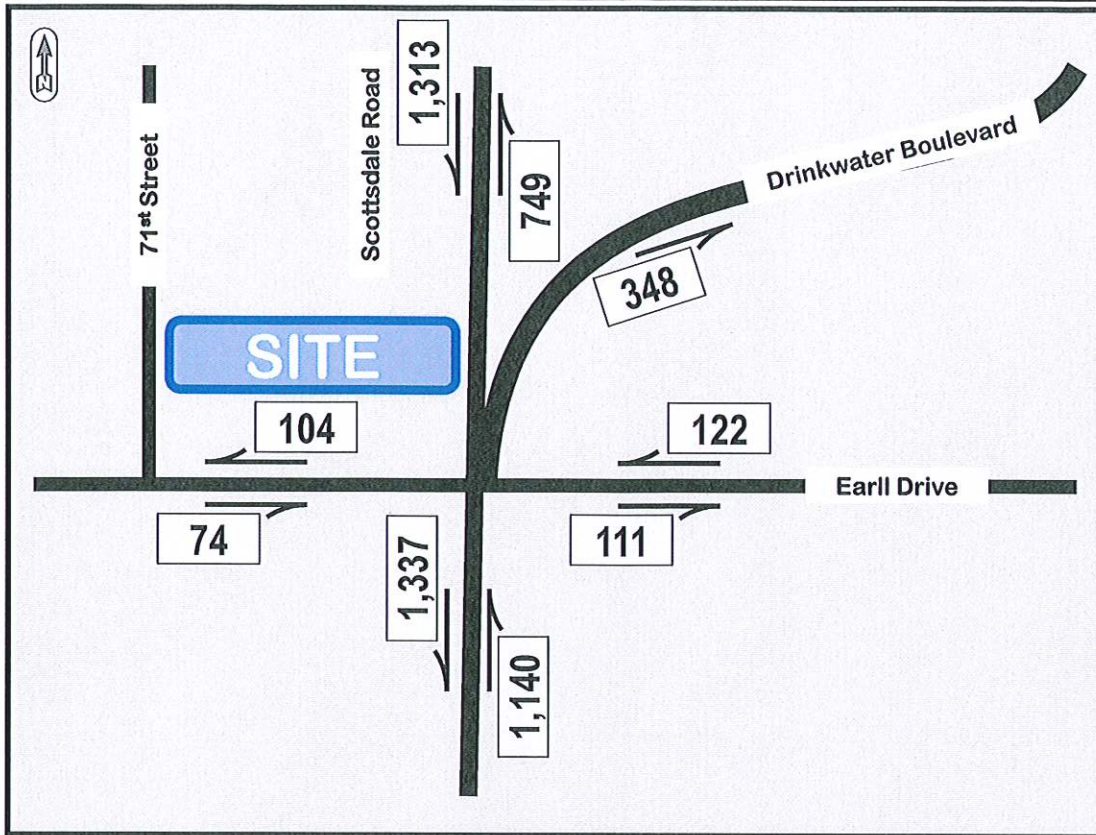 1,313
Scottsdale Road
71st Street
749
Drinkwater Boulevard
348
SITE
104
122
Earll Drive
74
111
1,337
1,140